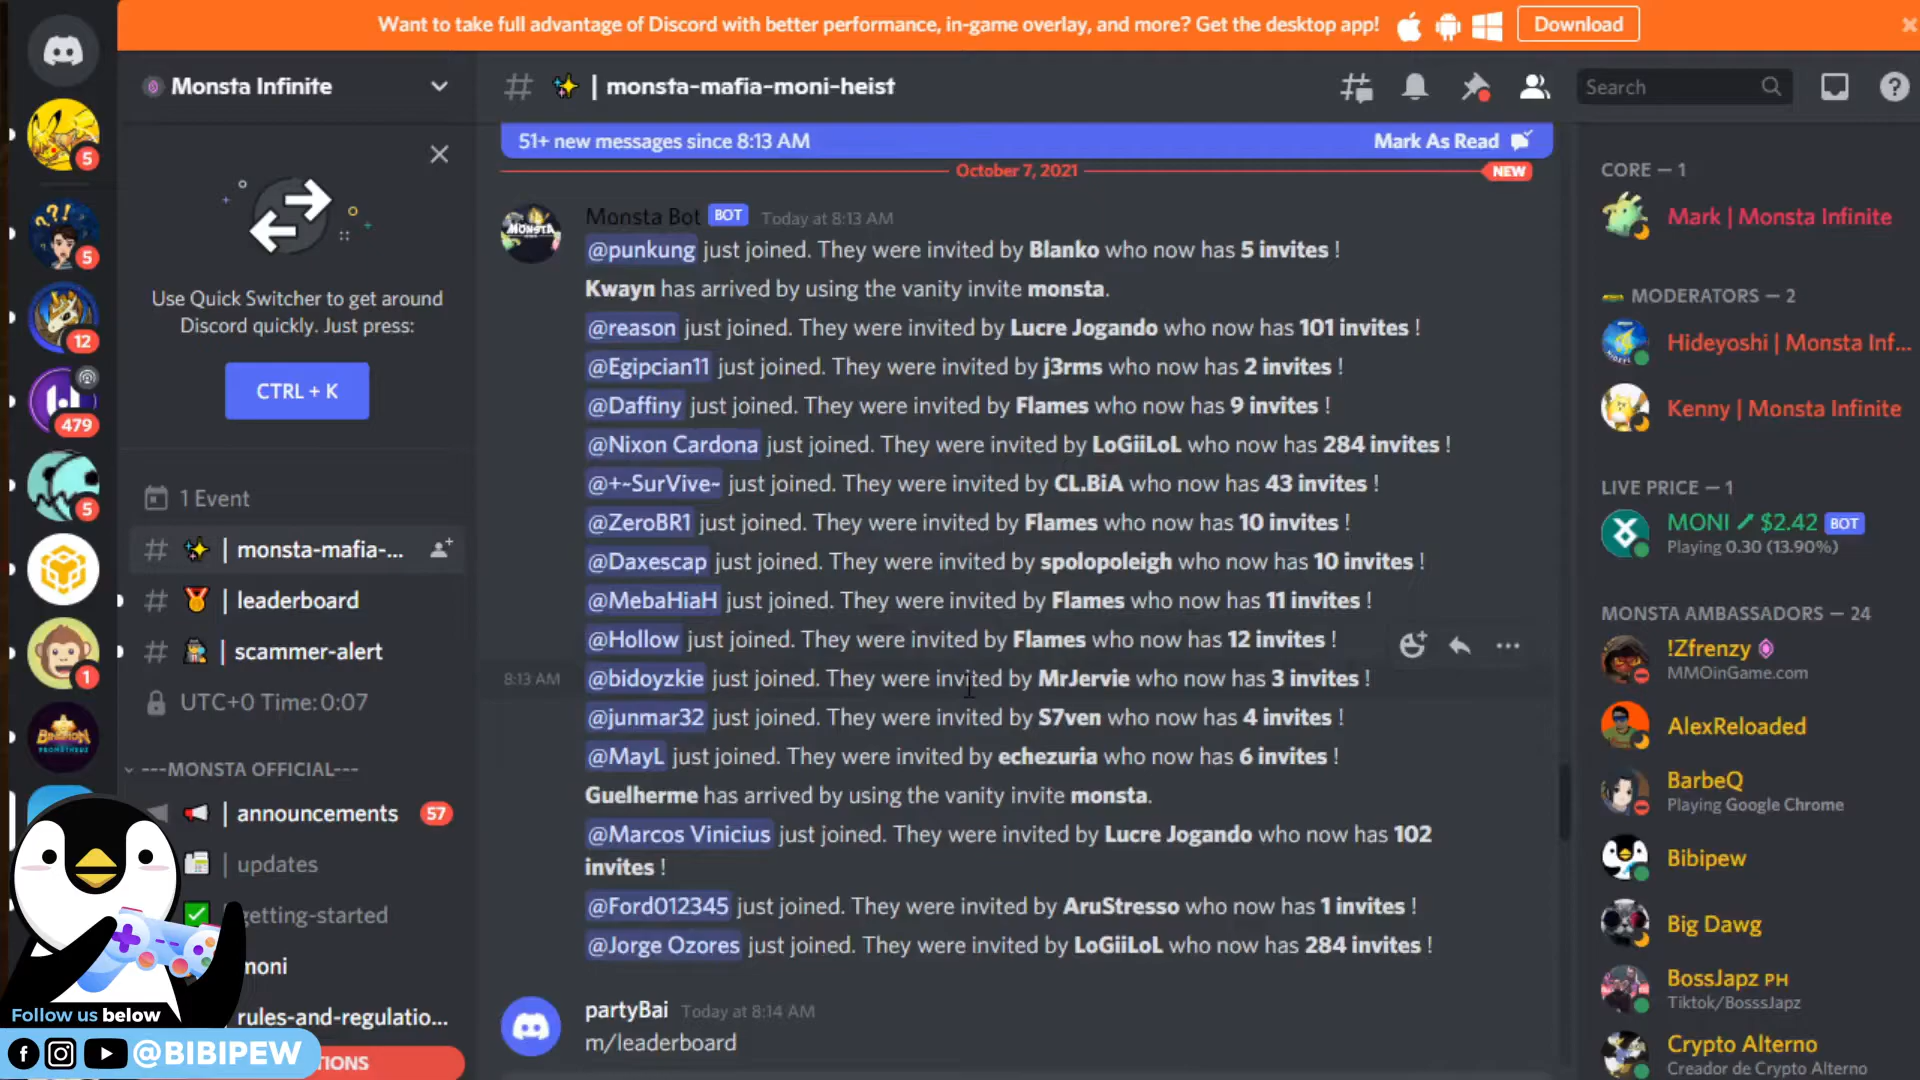 Want to take full advantage of Discord with better performance, in-game overlay, and more? Get the desktop app!
Download
Monsta Infinite
| monsta-mafia-moni-heist
Search
51+ new messages since 8:13 AM
Mark As Read
October 7, 2021
NEW
Use Quick Switcher to get around
Discord quickly. Just press:
CTRL + K
1 Event
| monsta-mafia-...
| leaderboard
| scammer-alert
UTC+0 Time:0:07
---MONSTA OFFICIAL---
| announcements
57
| updates
getting-started
moni
rules-and-regulatio...
5
5
12
479
5
1
BINEMON
PROMETHEUS
MONSTA
Monsta Bot BOT Today at 8:13 AM
@punkung just joined. They were invited by Blanko who now has 5 invites !
Kwayn has arrived by using the vanity invite monsta.
@reason just joined. They were invited by Lucre Jogando who now has 101 invites !
@Egipcian11 just joined. They were invited by j3rms who now has 2 invites !
@Daffiny just joined. They were invited by Flames who now has 9 invites !
@Nixon Cardona just joined. They were invited by LoGiiLoL who now has 284 invites !
@+~SurVive~ just joined. They were invited by CL.BiA who now has 43 invites !
@ZeroBR1 just joined. They were invited by Flames who now has 10 invites !
@Daxescap just joined. They were invited by spolopoleigh who now has 10 invites !
@MebaHiaH just joined. They were invited by Flames who now has 11 invites !
@Hollow just joined. They were invited by Flames who now has 12 invites !
8:13 AM @bidoyzkie just joined. They were invited by MrJervie who now has 3 invites !
@junmar32 just joined. They were invited by S7ven who now has 4 invites !
@MayL just joined. They were invited by echezuria who now has 6 invites !
Guelherme has arrived by using the vanity invite monsta.
@Marcos Vinicius just joined. They were invited by Lucre Jogando who now has 102
invites !
@Ford012345 just joined. They were invited by AruStresso who now has 1 invites !
@Jorge Ozores just joined. They were invited by LoGiiLoL who now has 284 invites !
partyBai Today at 8:14 AM
m/leaderboard
CORE — 1
Mark | Monsta Infinite
MODERATORS — 2
Hideyoshi | Monsta Inf...
Kenny | Monsta Infinite
LIVE PRICE — 1
MONI $2.42 BOT
Playing 0.30 (13.90%)
MONSTA AMBASSADORS — 24
!Zfrenzy
MMOinGame.com
AlexReloaded
BarbeQ
Playing Google Chrome
Bibipew
Big Dawg
BossJapz PH
Tiktok/BosssJapz
Crypto Alterno
Creador de Crypto Alterno
Follow us below
@BIBIPEW